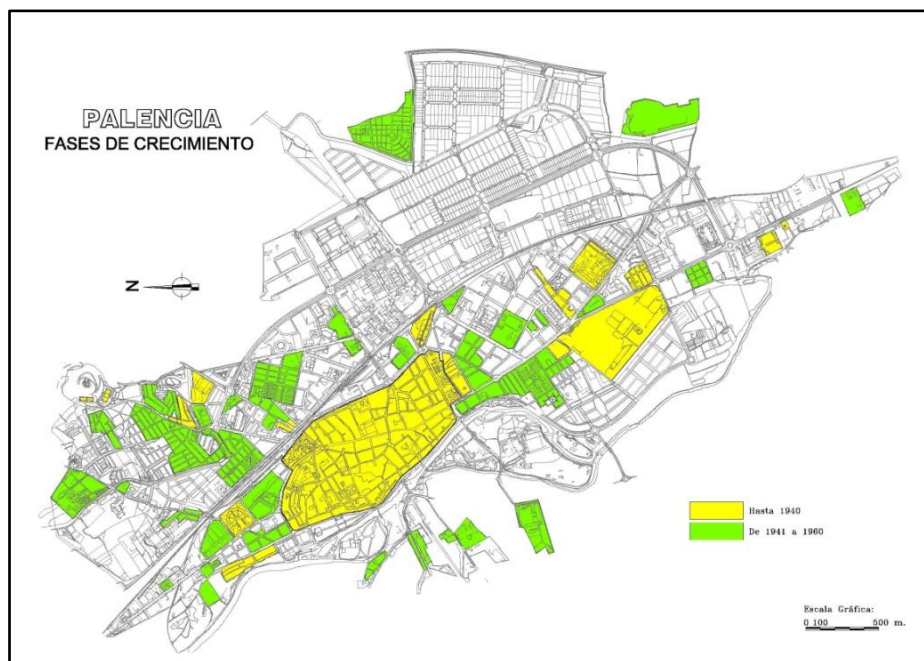 PALENCIA
FASES DE CRECIMIENTO
N
Hasta 1940
De 1941 a 1960
Escala Gráfica:
0 100 500 m.